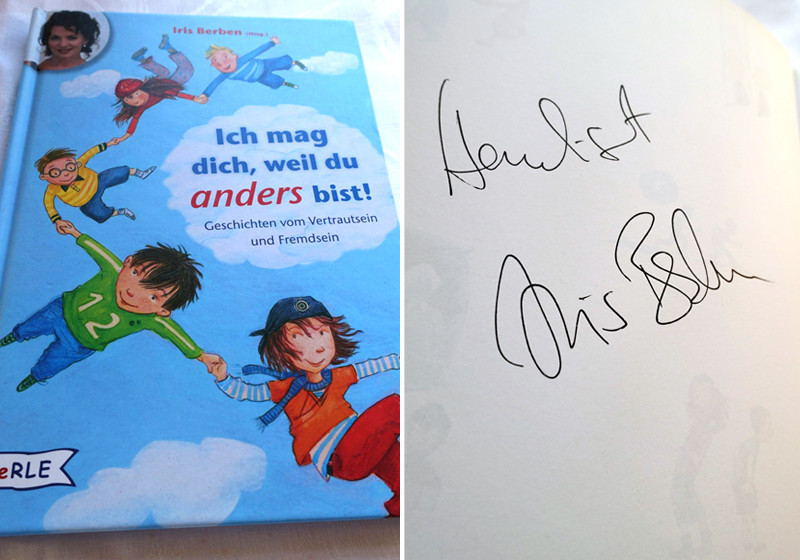 Iris Berben (Hrsg.)
Ich mag
dich, weil du
anders bist!
Geschichten vom Vertrautsein
und Fremdsein
12
eRLE
Herzlichst
Iris Berben